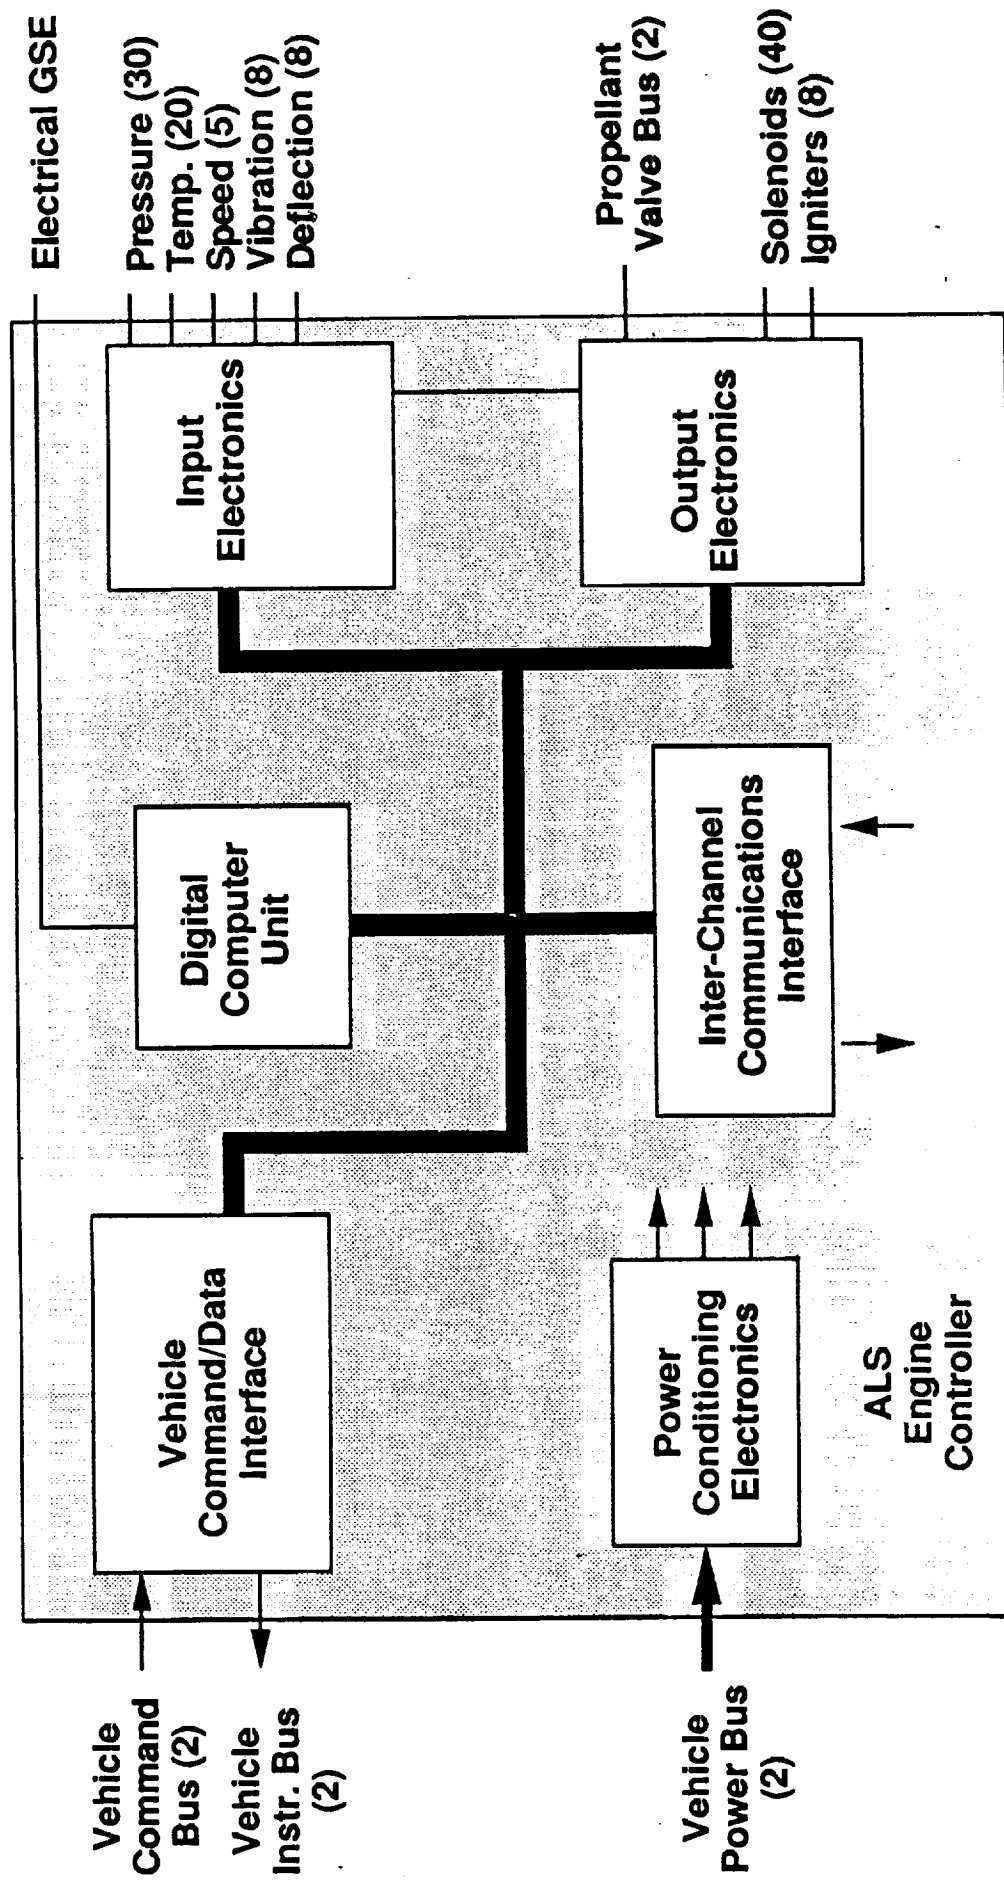 Electrical GSE
Pressure (30)
Temp. (20)
Speed (5)
Vibration (8)
Deflection (8)
Propellant
Valve Bus (2)
Solenoids (40)
Igniters (8)
Input
Electronics
Output
Electronics
Digital
Computer
Unit
Inter-Channel
Communications
Interface
Vehicle
Command/Data
Interface
Power
Conditioning
Electronics
ALS
Engine
Controller
Vehicle
Command
Bus (2)
Vehicle
Instr. Bus
(2)
Vehicle
Power Bus
(2)